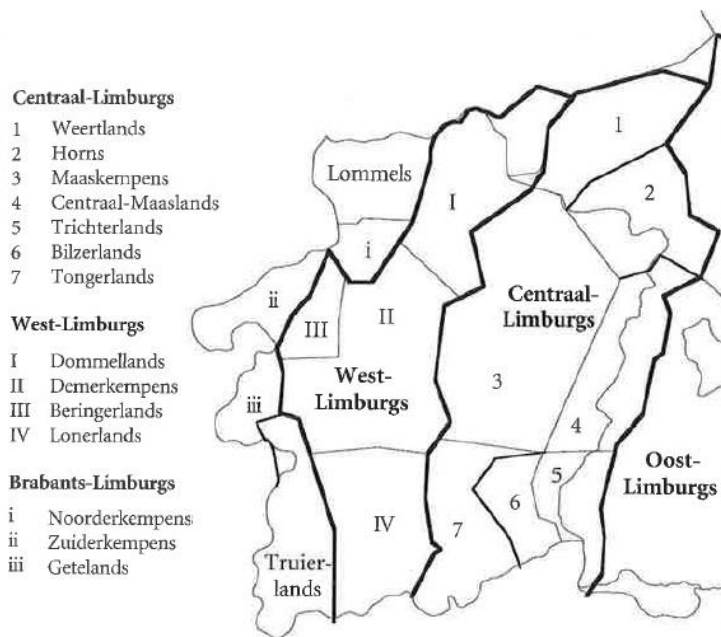 Centraal-Limburgs
1 Weertlands
2 Horns
3 Maaskempens
4 Centraal-Maaslands
5 Trichterlands
6 Bilzerlands
7 Tongerlands
West-Limburgs
I Dommellands
II Demerkempens
III Beringerlands
IV Lonerlands
Brabants-Limburgs
i Noorderkempens
ii Zuiderkempens
iii Getelands
Lommels
I
1
2
i
ii
III
II
Centraal-
Limburgs
West-
Limburgs
3
iii
4
Oost-
Limburgs
5
6
IV
7
Truier-
lands